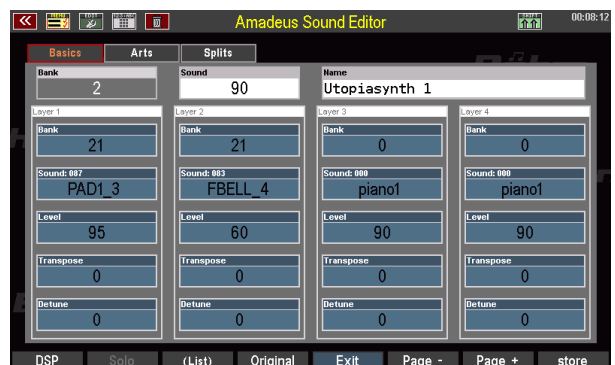 Amadeus Sound Editor
00:08:12
Basics Arts Splits
Bank Sound Name
2 90 Utopiasynth 1
Layer 1 Layer 2 Layer 3 Layer 4
Bank Bank Bank Bank
21 21 0 0
Sound: 087 Sound: 083 Sound: 000 Sound: 000
PAD1_3 FBELL_4 piano1 piano1
Level Level Level Level
95 60 90 90
Transpose Transpose Transpose Transpose
0 0 0 0
Detune Detune Detune Detune
0 0 0 0
DSP Solo (List) Original Exit Page - Page + store